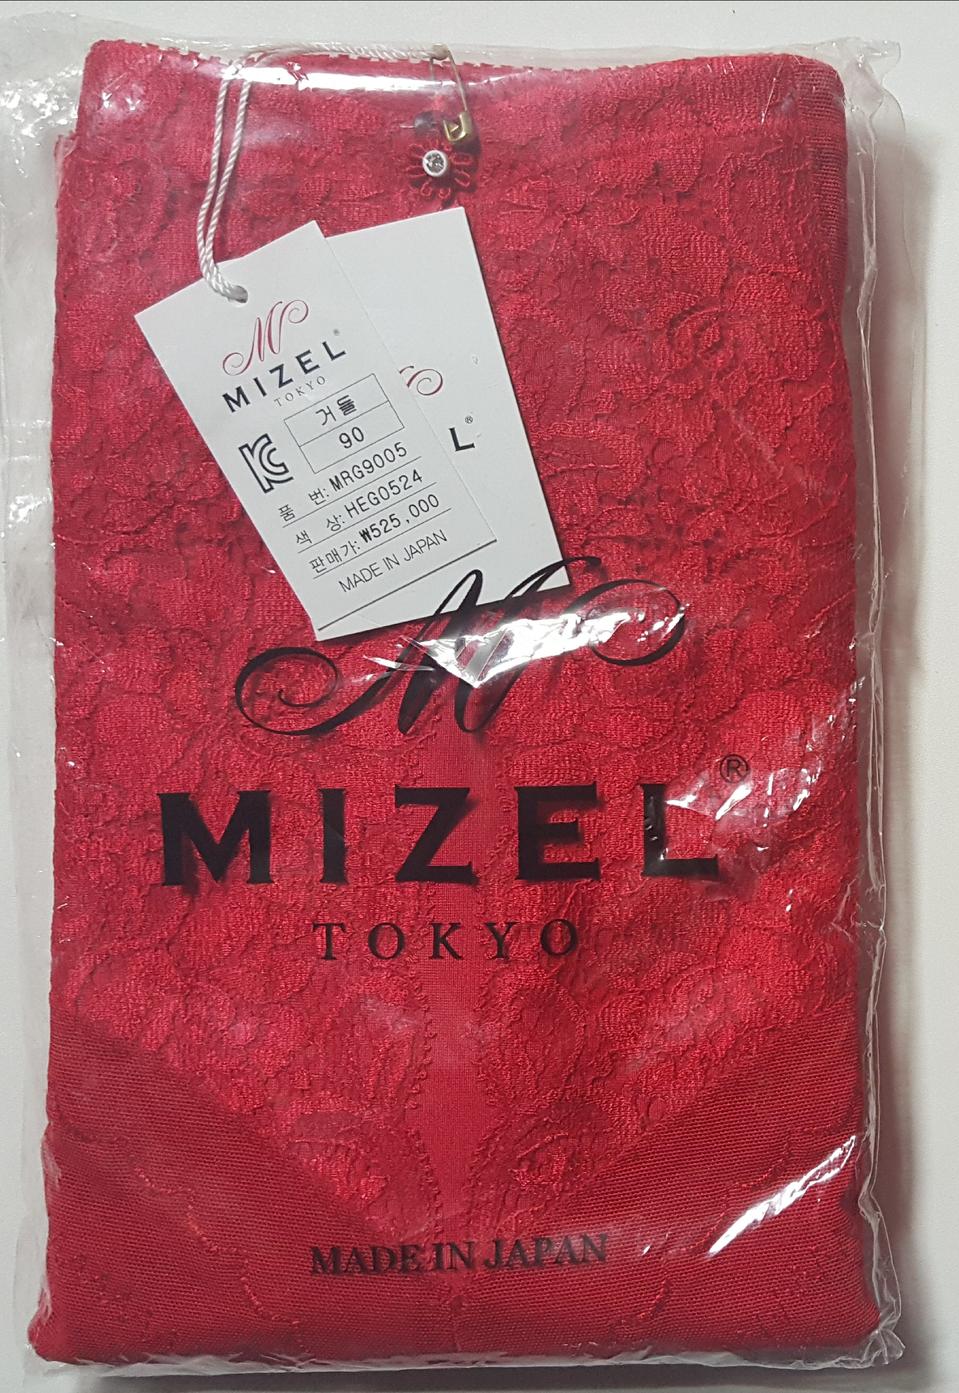 M
MIZEL®
TOKYO
거들
90
품 번: MRG9005
색 상: HEG0524
판매가: ₩525,000
MADE IN JAPAN
L®
M
MIZEL®
TOKYO
MADE IN JAPAN